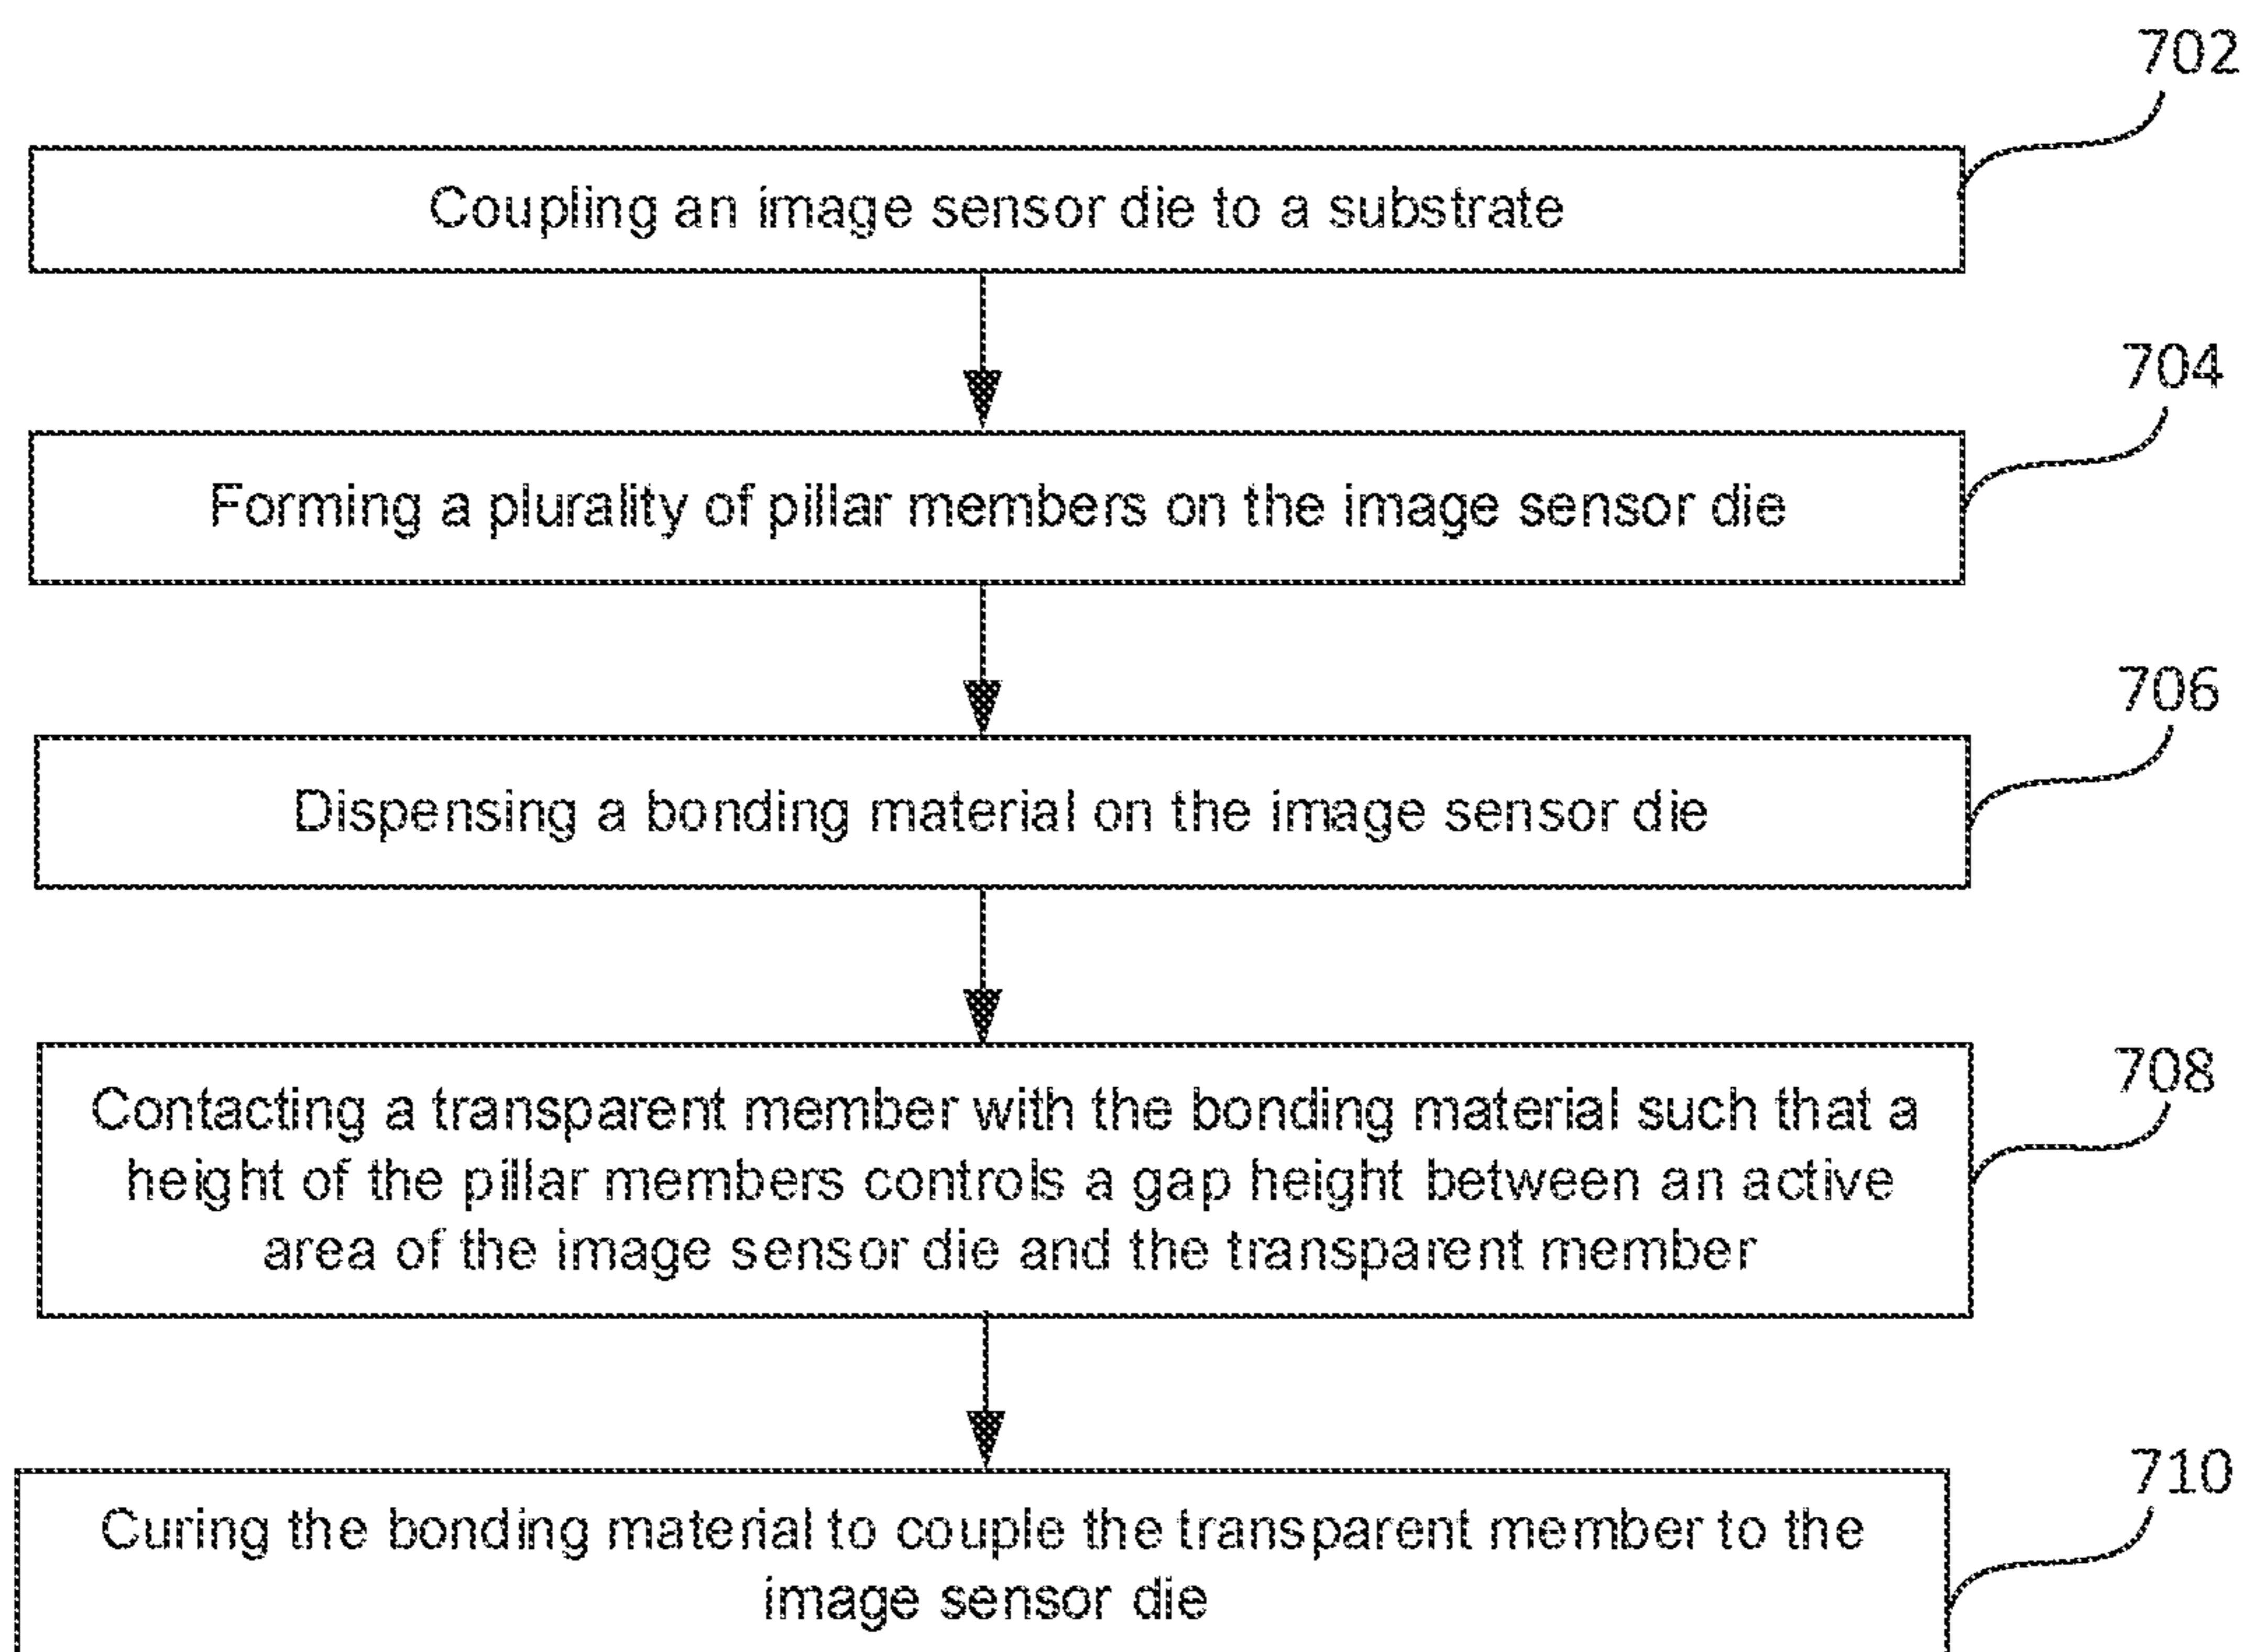 702
Coupling an image sensor die to a substrate
704
Forming a plurality of pillar members on the image sensor die
706
Dispensing a bonding material on the image sensor die
708
Contacting a transparent member with the bonding material such that a
height of the pillar members controls a gap height between an active
area of the image sensor die and the transparent member
710
Curing the bonding material to couple the transparent member to the
image sensor die